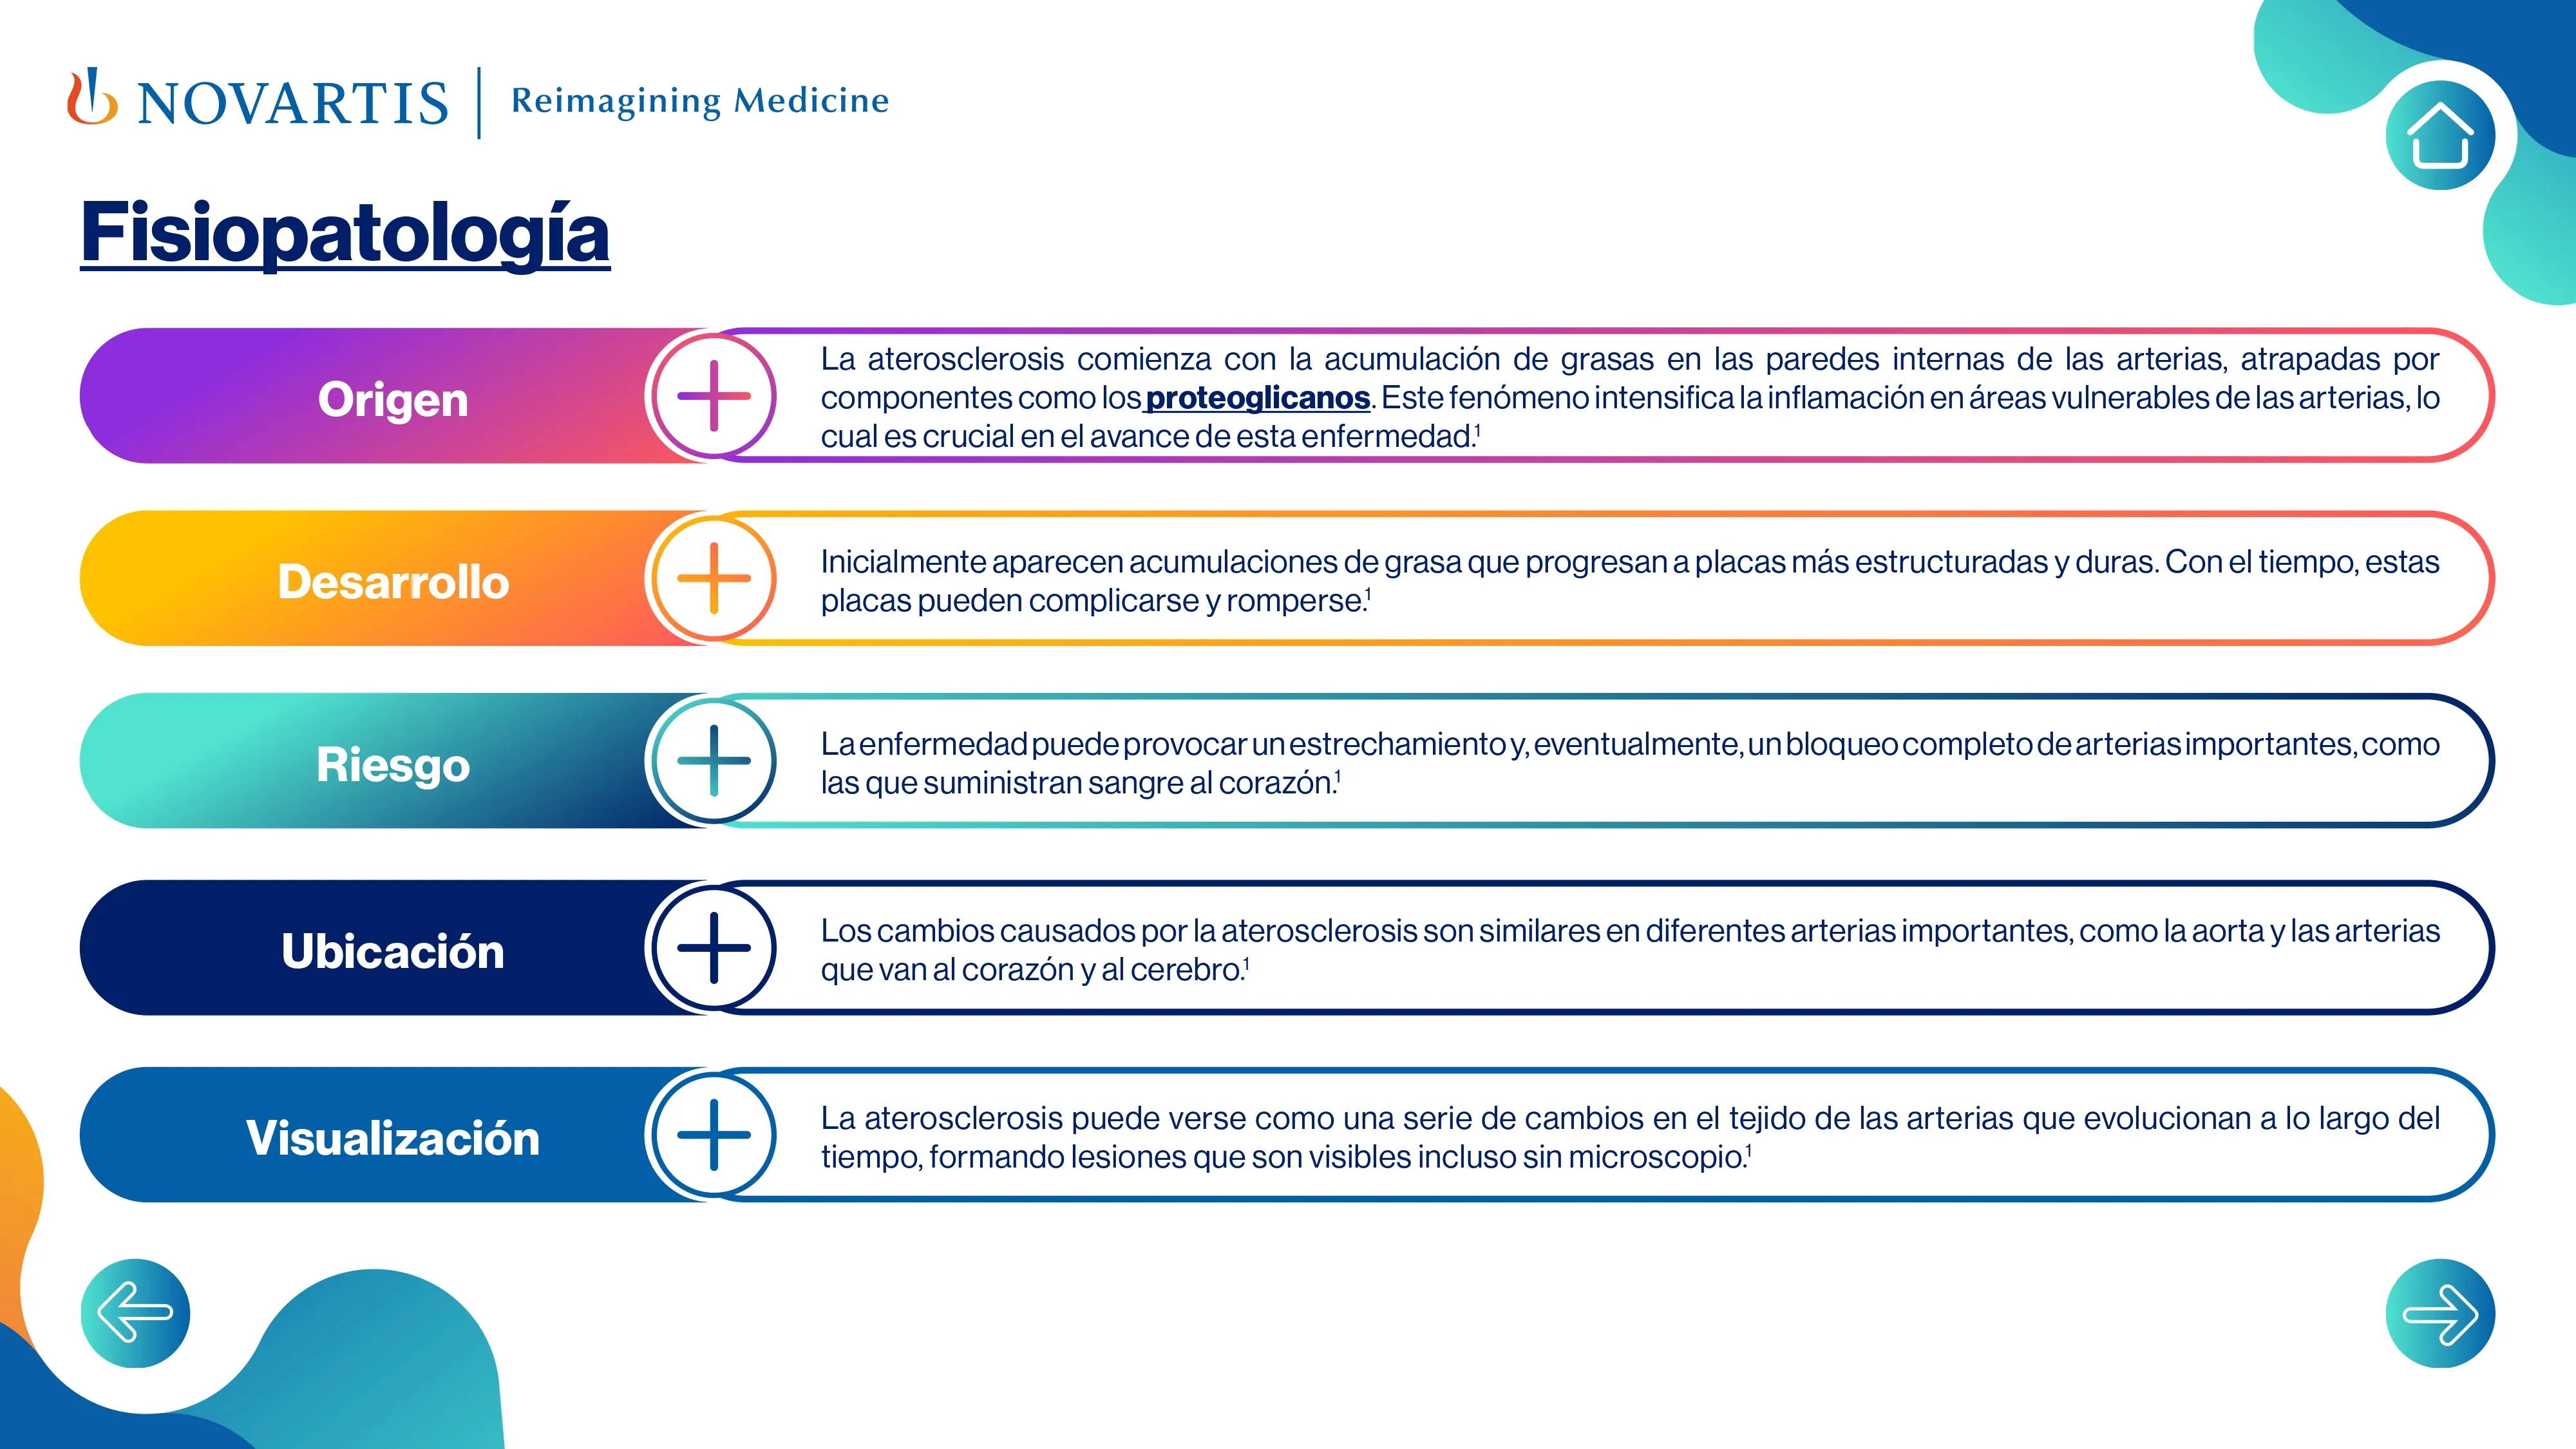 NOVARTIS | Reimagining Medicine
Fisiopatología
Origen
La aterosclerosis comienza con la acumulación de grasas en las paredes internas de las arterias, atrapadas por
componentes como los proteoglicanos. Este fenómeno intensifica la inflamación en áreas vulnerables de las arterias, lo
cual es crucial en el avance de esta enfermedad.¹
Desarrollo
Inicialmente aparecen acumulaciones de grasa que progresan a placas más estructuradas y duras. Con el tiempo, estas
placas pueden complicarse y romperse.¹
Riesgo
La enfermedad puede provocar un estrechamiento y, eventualmente, un bloqueo completo de arterias importantes, como
las que suministran sangre al corazón.¹
Ubicación
Los cambios causados por la aterosclerosis son similares en diferentes arterias importantes, como la aorta y las arterias
que van al corazón y al cerebro.¹
Visualización
La aterosclerosis puede verse como una serie de cambios en el tejido de las arterias que evolucionan a lo largo del
tiempo, formando lesiones que son visibles incluso sin microscopio.¹